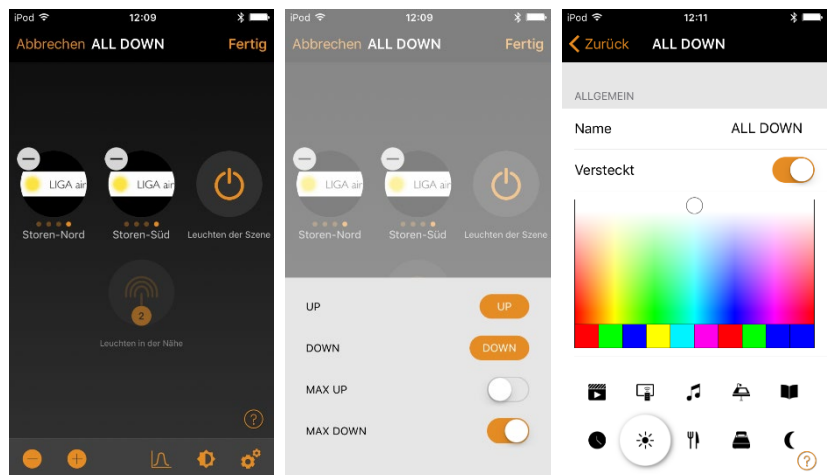 iPod 12:09
Abbrechen ALL DOWN Fertig
LIGA air LIGA air
Storen-Nord Storen-Süd Leuchten der Szene
2
Leuchten in der Nähe
?
iPod 12:09
Abbrechen ALL DOWN Fertig
LIGA air LIGA air
Storen-Nord Storen-Süd Leuchten der Szene
UP UP
DOWN DOWN
MAX UP
MAX DOWN
iPod 12:11
Zurück ALL DOWN
ALLGEMEIN
Name ALL DOWN
Versteckt
?